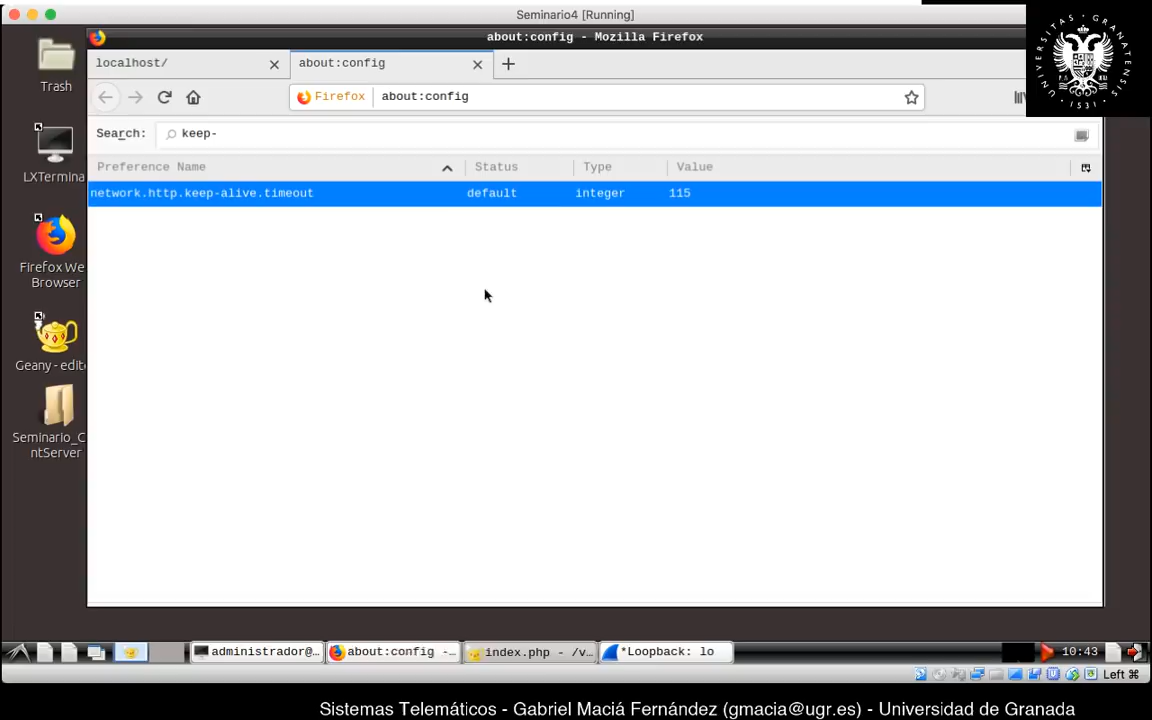 Seminario4 [Running]
about:config - Mozilla Firefox
localhost/
about:config
Firefox
about:config
Search:
keep-
Preference Name
Status
Type
Value
network.http.keep-alive.timeout
default
integer
115
Trash
LXTermina
Firefox We
Browser
Geany - edit
Seminario_C
ntServer
UNIVERSITAS GRANATENSIS
1531
administrador@...
about:config -...
index.php - /v...
*Loopback: lo
10:43
Left ⌘
Sistemas Telemáticos - Gabriel Maciá Fernández (gmacia@ugr.es) - Universidad de Granada